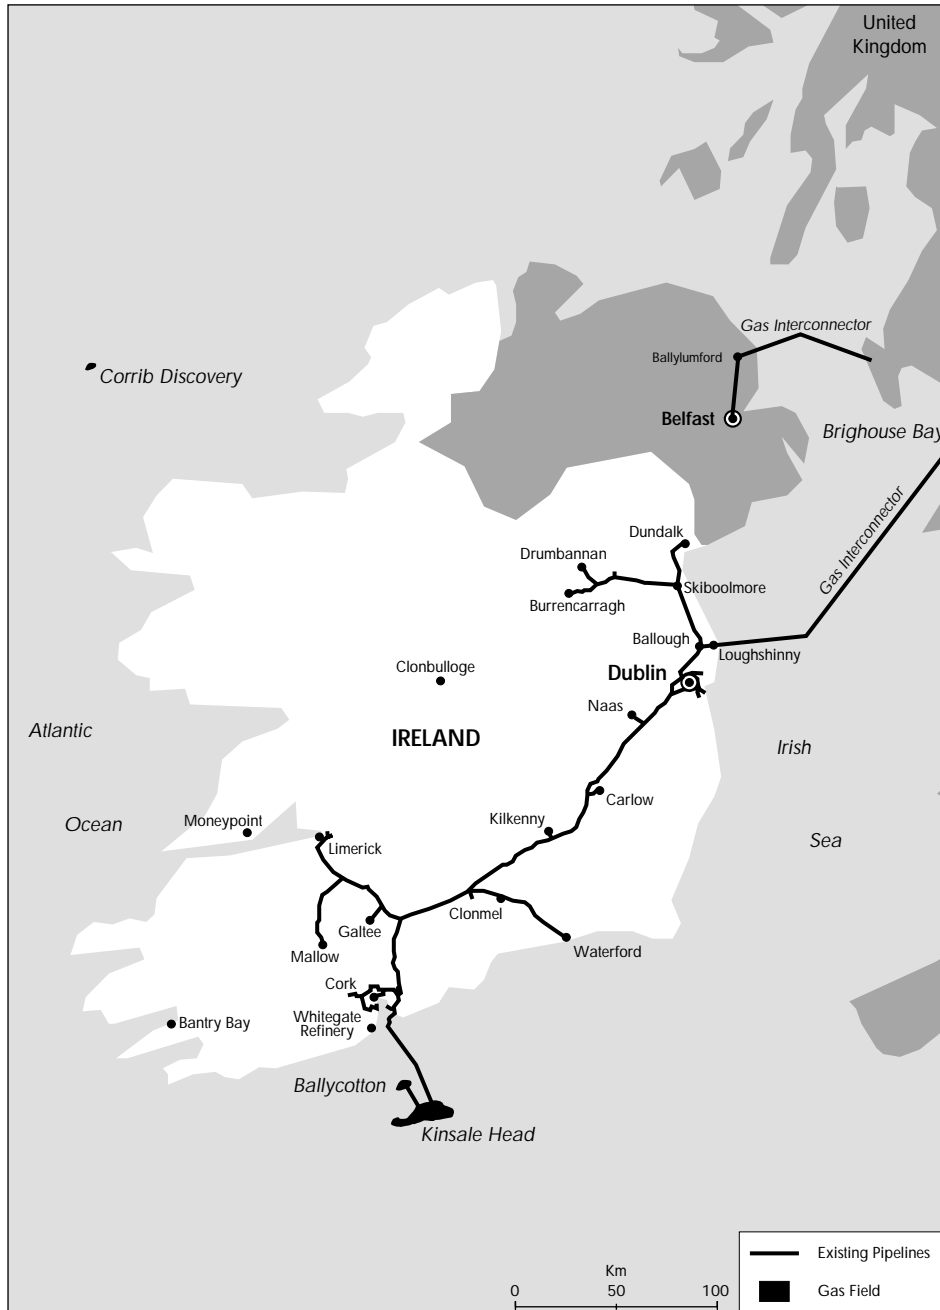 United
Kingdom
Gas Interconnector
Ballylumford
Corrib Discovery
Belfast
Brighouse Bay
Gas Interconnector
Dundalk
Drumbannan
Skiboolmore
Burrencarragh
Ballough
Loughshinny
Clonbulloge
Dublin
Naas
Atlantic
IRELAND
Irish
Carlow
Ocean
Moneypoint
Kilkenny
Limerick
Sea
Clonmel
Galtee
Waterford
Mallow
Cork
Whitegate
Refinery
Bantry Bay
Ballycotton
Kinsale Head
Existing Pipelines
Km
0 50 100
Gas Field